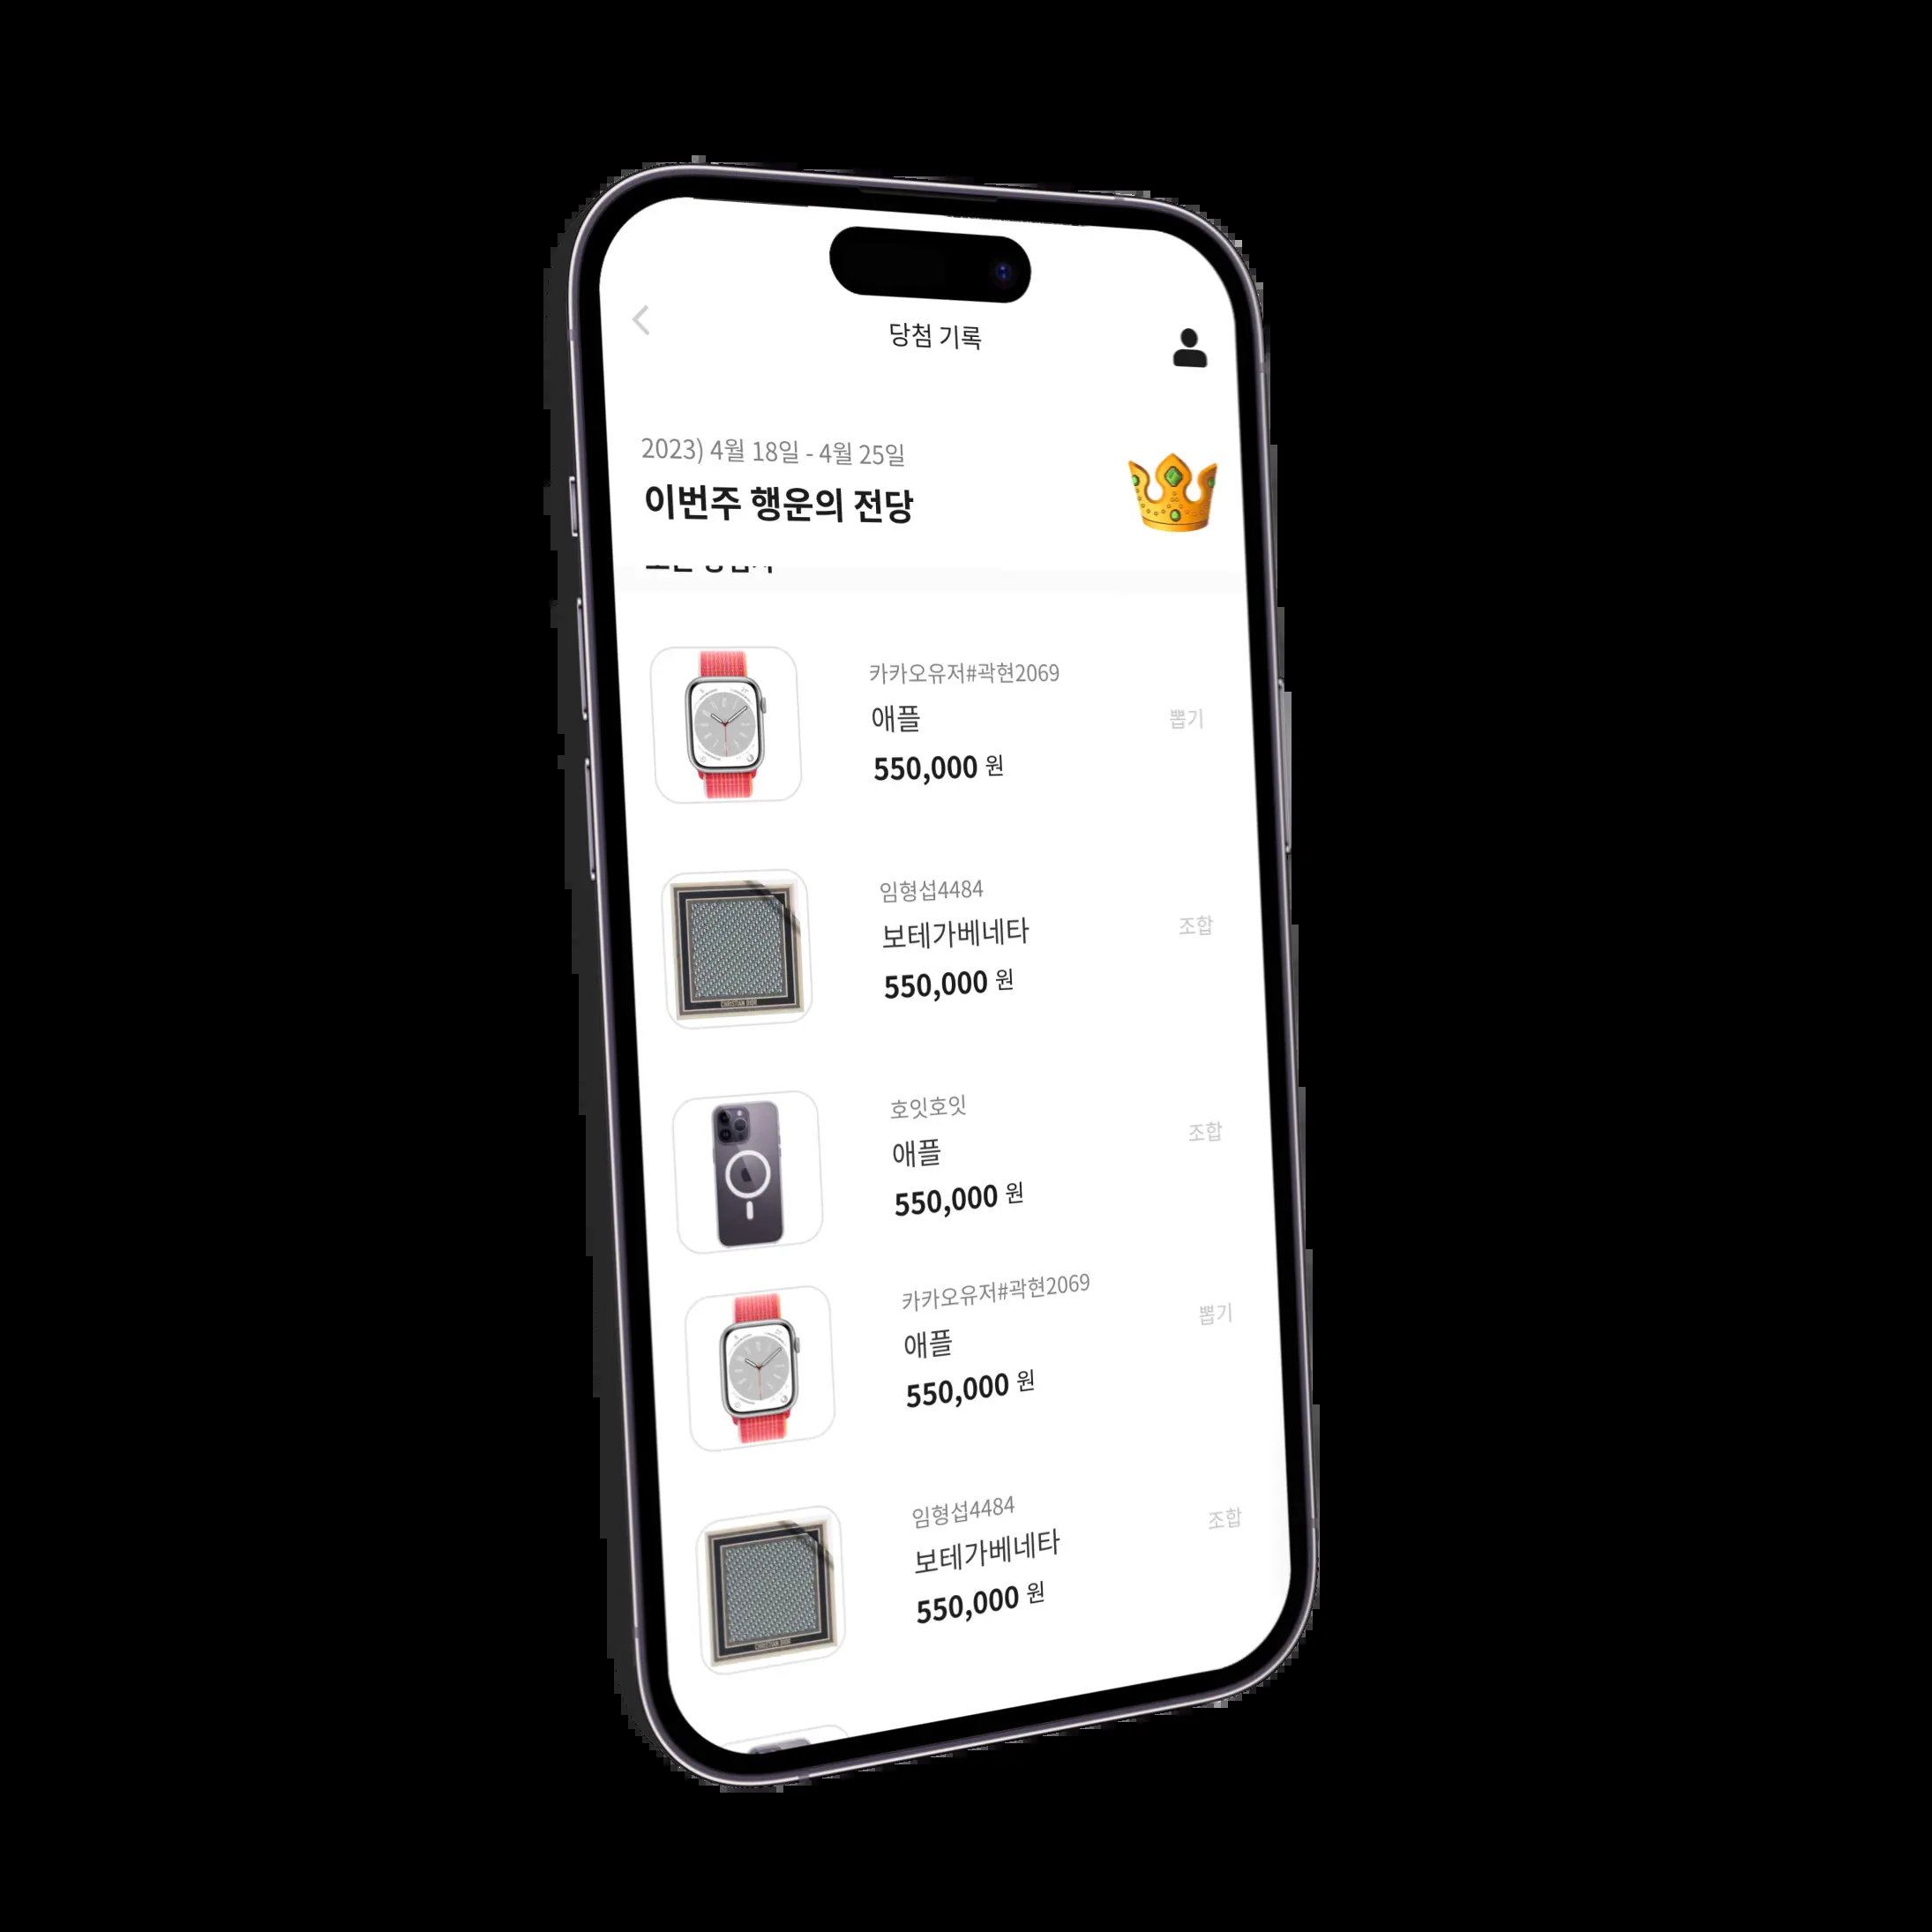 당첨 기록
2023) 4월 18일 - 4월 25일
이번주 행운의 전당
카카오유저#곽현2069
애플
뽑기
550,000 원
임형섭4484
보테가베네타
조합
550,000 원
CHRISTIAN DIOR
호잇호잇
애플
조합
550,000 원
카카오유저#곽현2069
애플
뽑기
550,000 원
임형섭4484
보테가베네타
조합
550,000 원
CHRISTIAN DIOR